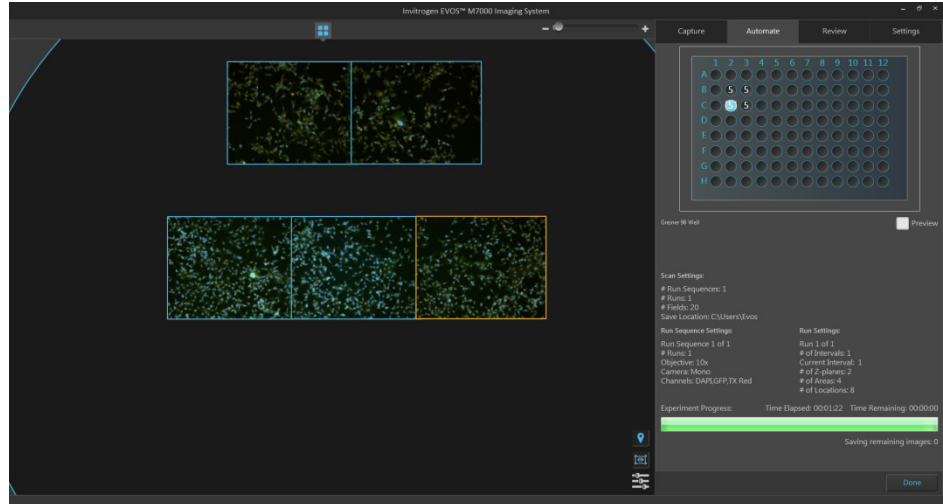 Invitrogen EVOS™ M7000 Imaging System
Capture Automate Review Settings
1 2 3 4 5 6 7 8 9 10 11 12
A
B 5 5
C 5 5
D
E
F
G
H
Greiner 96 Well
Preview
Scan Settings:
# Run Sequences: 1
# Runs: 1
# Fields: 20
Save Location: C:\Users\Evos
Run Sequence Settings:
Run Sequence 1 of 1
# Runs: 1
Objective: 10x
Camera: Mono
Channels: DAPI,GFP,TX Red
Run Settings:
Run 1 of 1
# of Intervals: 1
Current Interval: 1
# of Z-planes: 2
# of Areas: 4
# of Locations: 8
Experiment Progress: Time Elapsed: 00:01:22 Time Remaining: 00:00:00
Saving remaining images: 0
Done